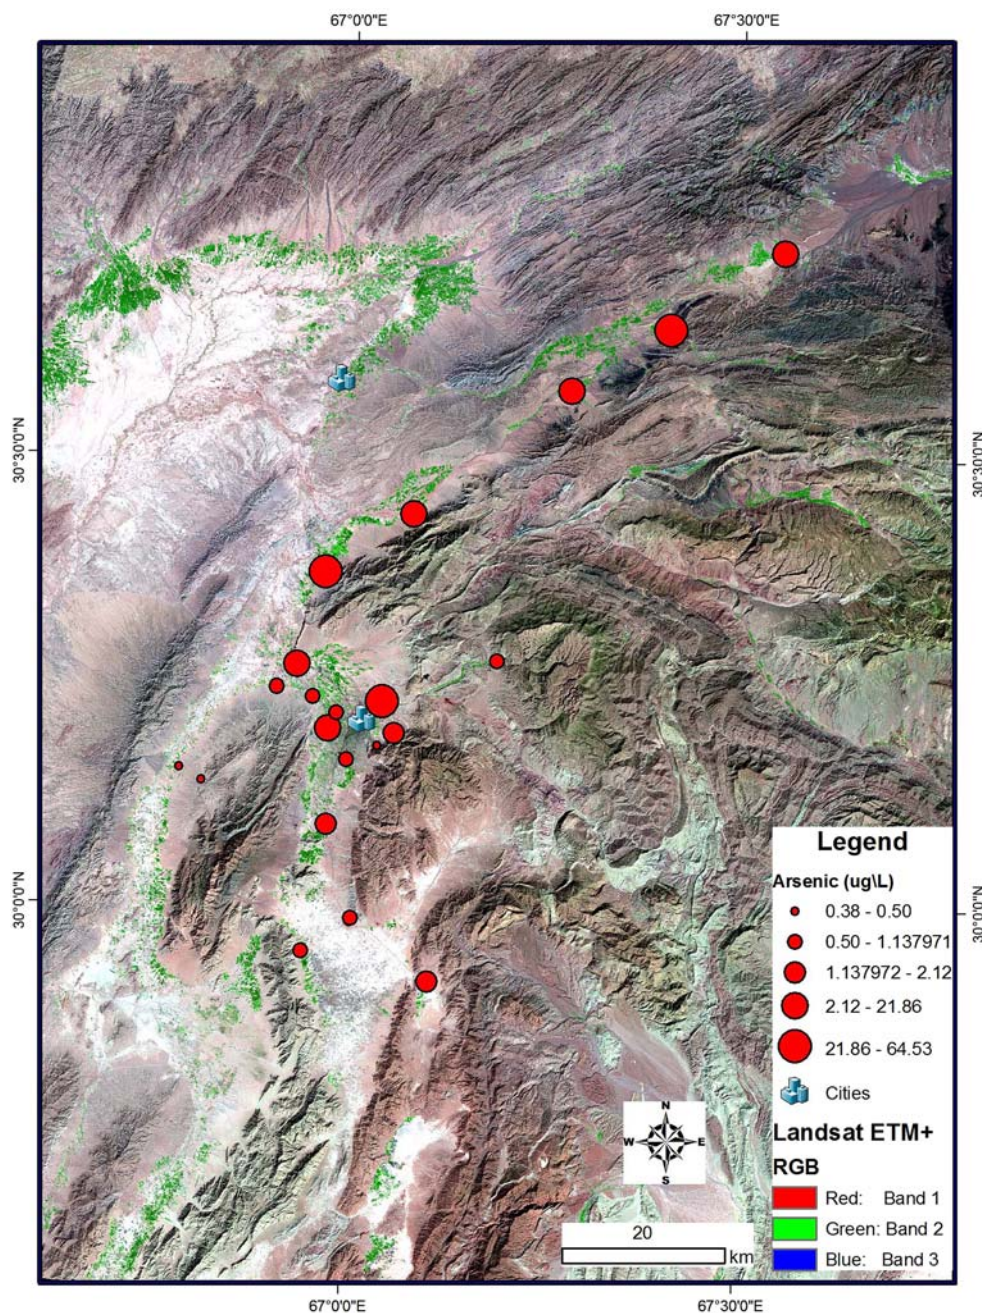 67°0'0"E 67°30'0"E
30°30'0"N 30°30'0"N
30°0'0"N 30°0'0"N
Legend
Arsenic (ug\L)
0.38 - 0.50
0.50 - 1.137971
1.137972 - 2.12
2.12 - 21.86
21.86 - 64.53
Cities
Landsat ETM+
RGB
Red: Band 1
Green: Band 2
Blue: Band 3
N
W E
S
20
km
67°0'0"E 67°30'0"E